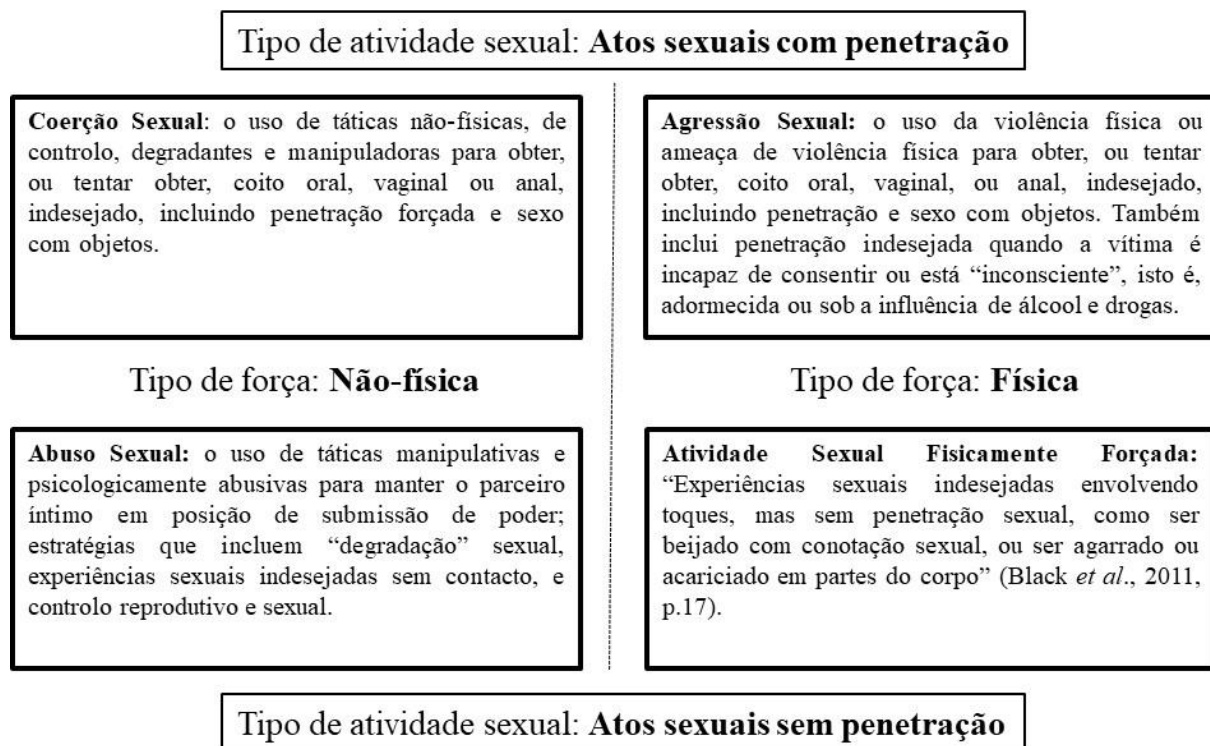 Tipo de atividade sexual: Atos sexuais com penetração
Coerção Sexual: o uso de táticas não-físicas, de
controlo, degradantes e manipuladoras para obter,
ou tentar obter, coito oral, vaginal ou anal,
indesejado, incluindo penetração forçada e sexo
com objetos.
Agressão Sexual: o uso da violência física ou
ameaça de violência física para obter, ou tentar
obter, coito oral, vaginal, ou anal, indesejado,
incluindo penetração e sexo com objetos. Também
inclui penetração indesejada quando a vítima é
incapaz de consentir ou está “inconsciente”, isto é,
adormecida ou sob a influência de álcool e drogas.
Tipo de força: Não-física
Tipo de força: Física
Abuso Sexual: o uso de táticas manipulativas e
psicologicamente abusivas para manter o parceiro
íntimo em posição de submissão de poder;
estratégias que incluem “degradação” sexual,
experiências sexuais indesejadas sem contacto, e
controlo reprodutivo e sexual.
Atividade Sexual Fisicamente Forçada:
“Experiências sexuais indesejadas envolvendo
toques, mas sem penetração sexual, como ser
beijado com conotação sexual, ou ser agarrado ou
acariciado em partes do corpo” (Black et al., 2011,
p.17).
Tipo de atividade sexual: Atos sexuais sem penetração